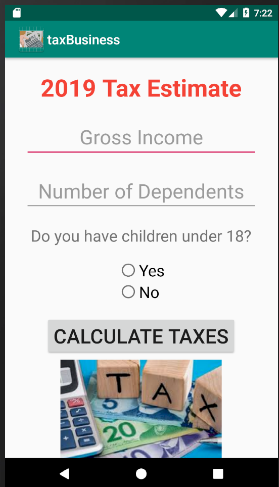 7:22
taxBusiness
2019 Tax Estimate
Gross Income
Number of Dependents
Do you have children under 18?
Yes
No
CALCULATE TAXES
TAX
20